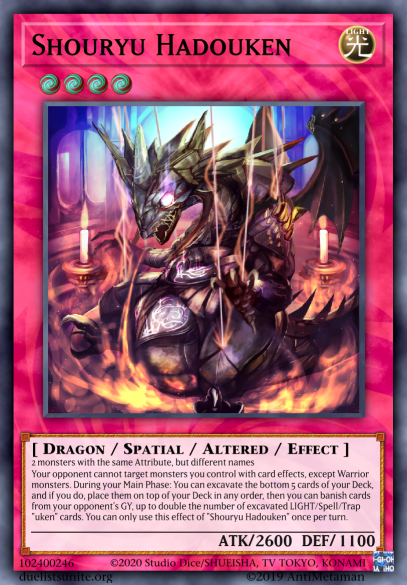 SHOURYU HADOUKEN
LIGHT
光
[ DRAGON / SPATIAL / ALTERED / EFFECT ]
2 monsters with the same Attribute, but different names
Your opponent cannot target monsters you control with card effects, except Warrior
monsters. During your Main Phase: You can excavate the bottom 5 cards of your Deck,
and if you do, place them on top of your Deck in any order, then you can banish cards
from your opponent's GY, up to double the number of excavated LIGHT/Spell/Trap
"uken" cards. You can only use this effect of "Shouryu Hadouken" once per turn.
ATK/2600 DEF/1100
102400246 ©2020 Studio Dice/SHUEISHA, TV TOKYO, KONAMI
duelistsunite.org ©2019 AntiMetaman